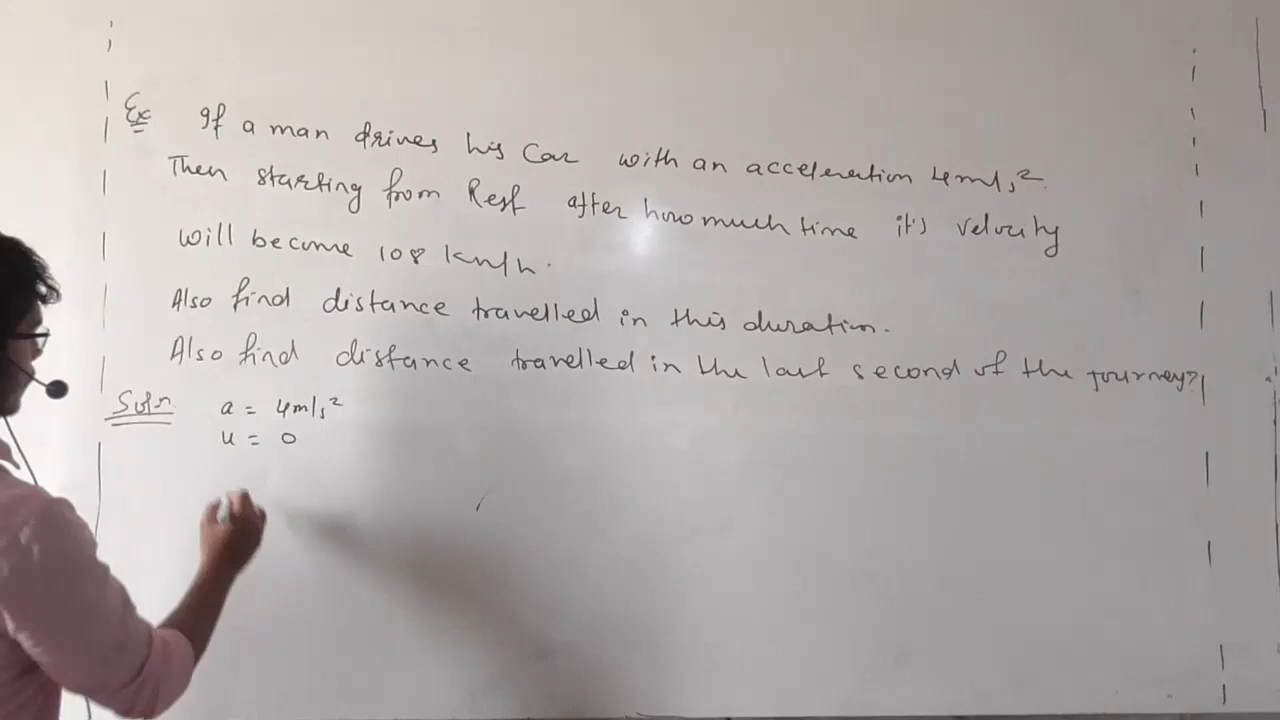 Ex If a man drives his Car with an acceleration 4m/s².
Then starting from Rest after how much time it's velocity
will become 108 km/h.
Also find distance travelled in this duration.
Also find distance travelled in the last second of the journey?
Soln a = 4m/s²
u = 0